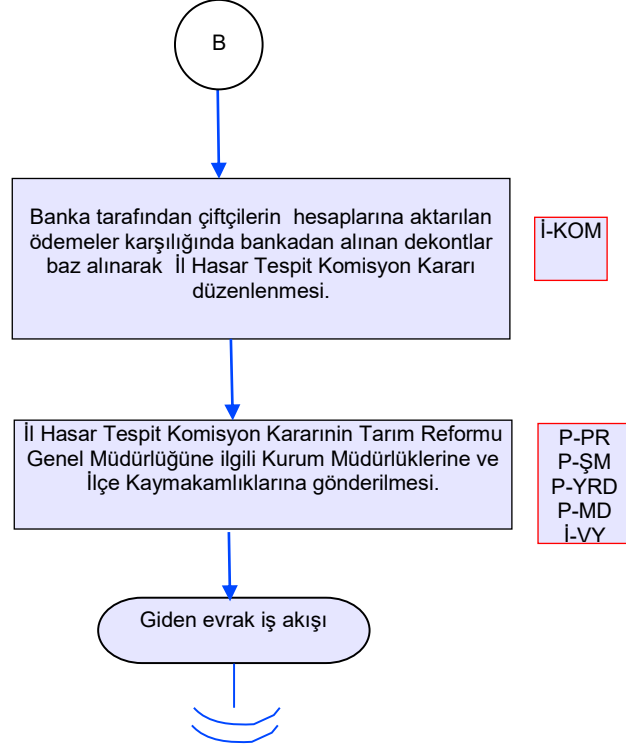 B
Banka tarafından çiftçilerin hesaplarına aktarılan
ödemeler karşılığında bankadan alınan dekontlar
baz alınarak İl Hasar Tespit Komisyon Kararı
düzenlenmesi.
İ-KOM
İl Hasar Tespit Komisyon Kararının Tarım Reformu
Genel Müdürlüğüne ilgili Kurum Müdürlüklerine ve
İlçe Kaymakamlıklarına gönderilmesi.
P-PR
P-ŞM
P-YRD
P-MD
İ-VY
Giden evrak iş akışı